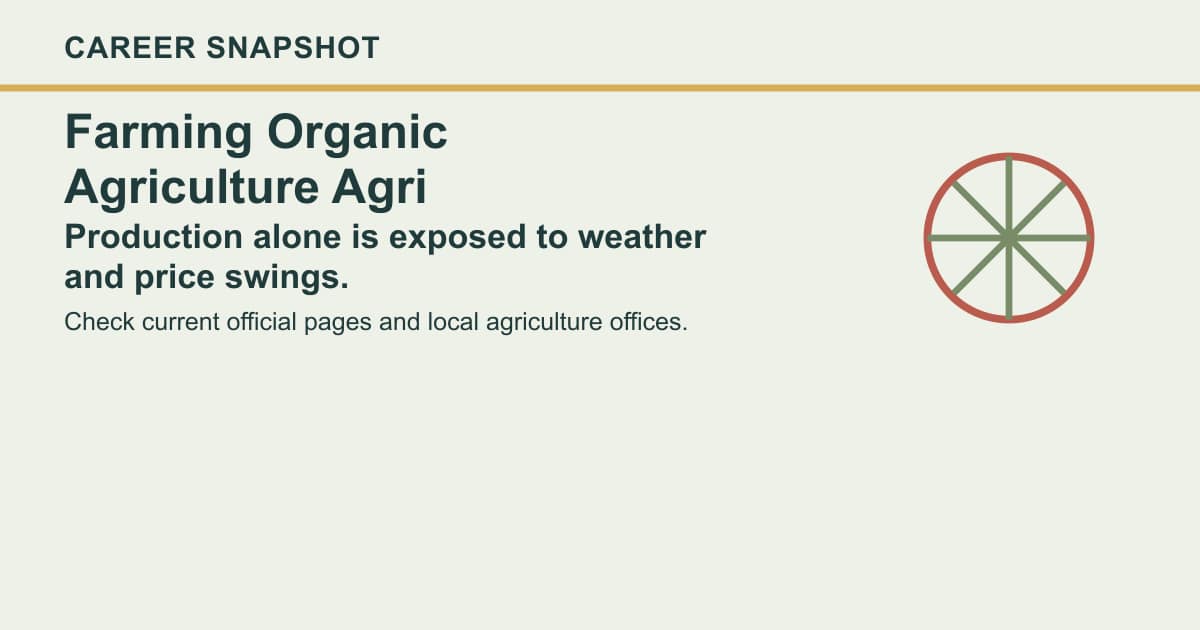 CAREER SNAPSHOT
Farming Organic
Agriculture Agri
Production alone is exposed to weather
and price swings.
Check current official pages and local agriculture offices.